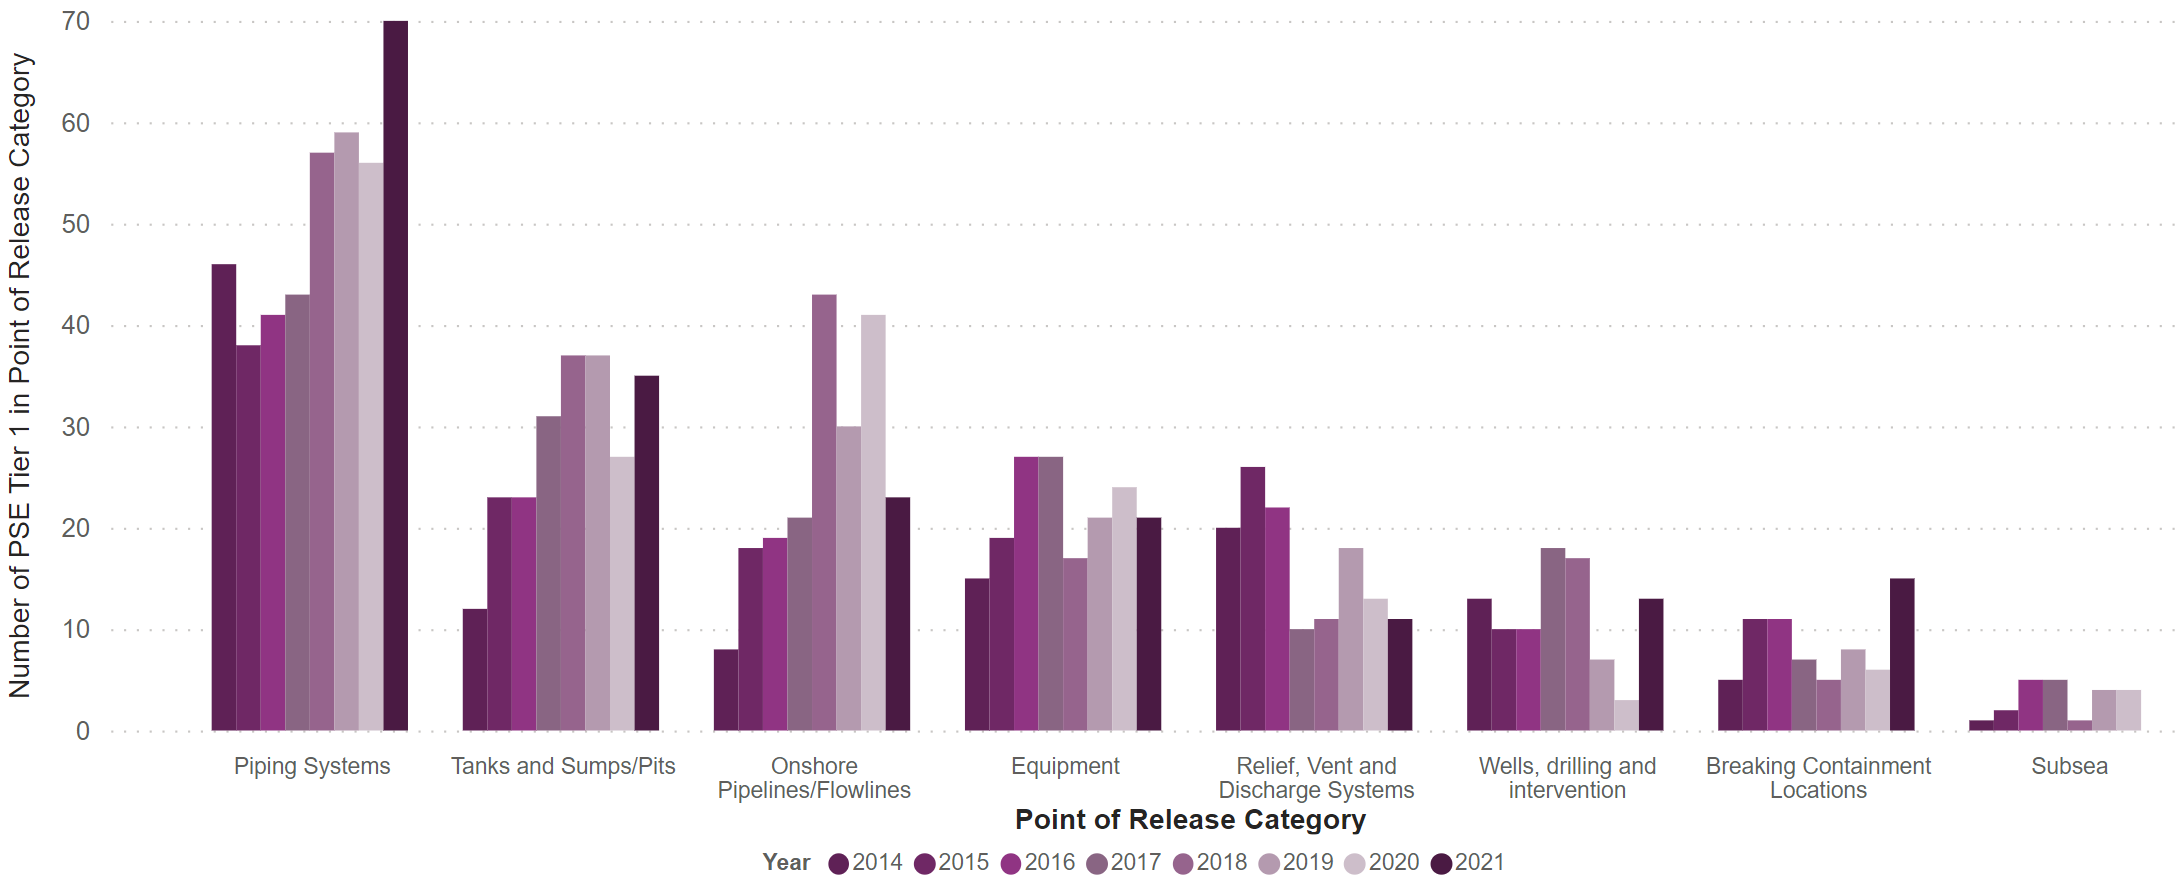 Number of PSE Tier 1 in Point of Release Category
70
60
50
40
30
20
10
0
Piping Systems
Tanks and Sumps/Pits
Onshore
Pipelines/Flowlines
Equipment
Relief, Vent and
Discharge Systems
Wells, drilling and
intervention
Breaking Containment
Locations
Subsea
Point of Release Category
Year 2014 2015 2016 2017 2018 2019 2020 2021